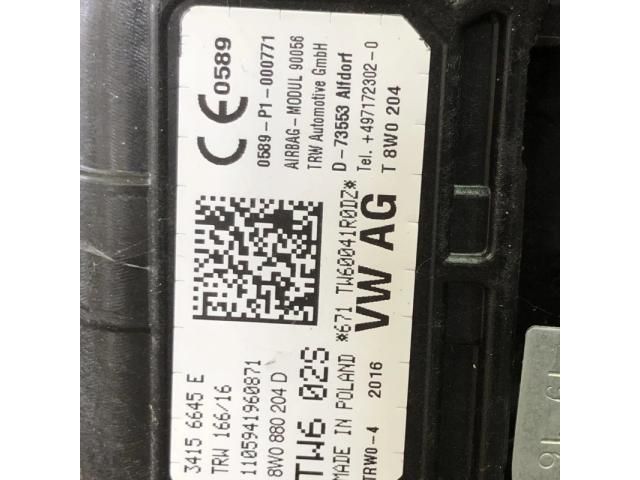 CE 0589
0589-P1-000771
AIRBAG-MODUL 90056
TRW Automotive GmbH
D-73553 Alfdorf
Tel. +497172302-0
T 8W0 204
3415 6645 E
TRW 166/16
1105941960871
8W0 880 204 D
TW6 02S
MADE IN POLAND *671 TW60041R0DZ*
TRW0-4 2016 VW AG